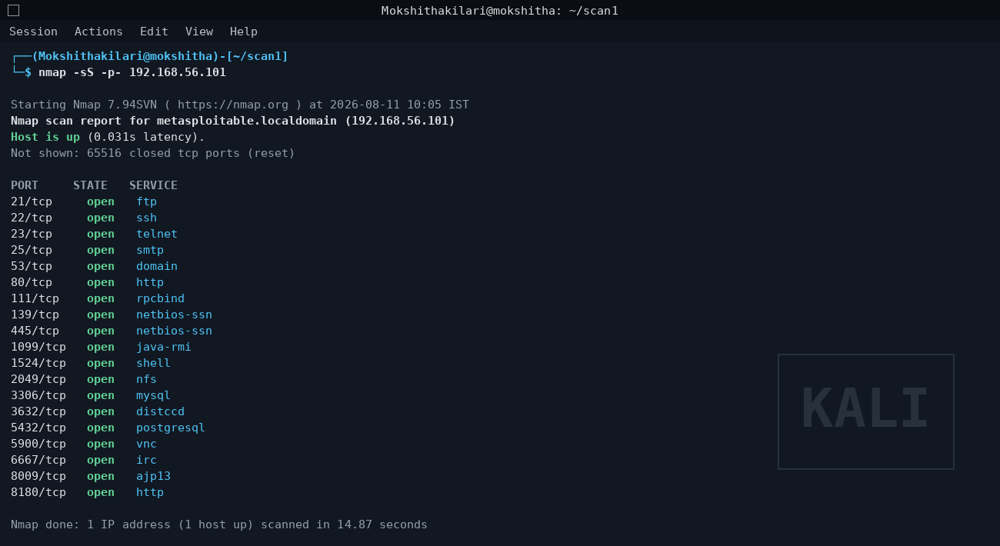 Mokshithakilari@mokshitha: ~/scan1
Session Actions Edit View Help
┌──(Mokshithakilari@mokshitha)-[~/scan1]
└─$ nmap -sS -p- 192.168.56.101
Starting Nmap 7.94SVN ( https://nmap.org ) at 2026-08-11 10:05 IST
Nmap scan report for metasploitable.localdomain (192.168.56.101)
Host is up (0.031s latency).
Not shown: 65516 closed tcp ports (reset)
PORT     STATE   SERVICE
21/tcp     open   ftp
22/tcp     open   ssh
23/tcp     open   telnet
25/tcp     open   smtp
53/tcp     open   domain
80/tcp     open   http
111/tcp    open   rpcbind
139/tcp    open   netbios-ssn
445/tcp    open   netbios-ssn
1099/tcp   open   java-rmi
1524/tcp   open   shell
2049/tcp   open   nfs
3306/tcp   open   mysql
3632/tcp   open   distccd
5432/tcp   open   postgresql
5900/tcp   open   vnc
6667/tcp   open   irc
8009/tcp   open   ajp13
8180/tcp   open   http
KALI
Nmap done: 1 IP address (1 host up) scanned in 14.87 seconds